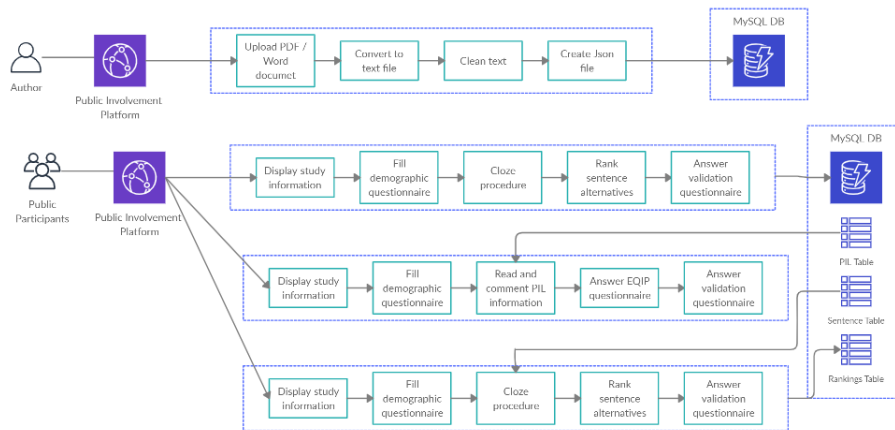 MySQL DB
Upload PDF /
Word
documet
Convert to
text file
Clean text
Create Json
file
Author
Public Involvement
Platform
MySQL DB
Display study
information
Fill
demographic
questionnaire
Cloze
procedure
Rank
sentence
alternatives
Answer
validation
questionnaire
Public
Participants
Public Involvement
Platform
PIL Table
Display study
information
Fill
demographic
questionnaire
Read and
comment PIL
information
Answer EQIP
questionnaire
Answer
validation
questionnaire
Sentence Table
Rankings Table
Display study
information
Fill
demographic
questionnaire
Cloze
procedure
Rank
sentence
alternatives
Answer
validation
questionnaire